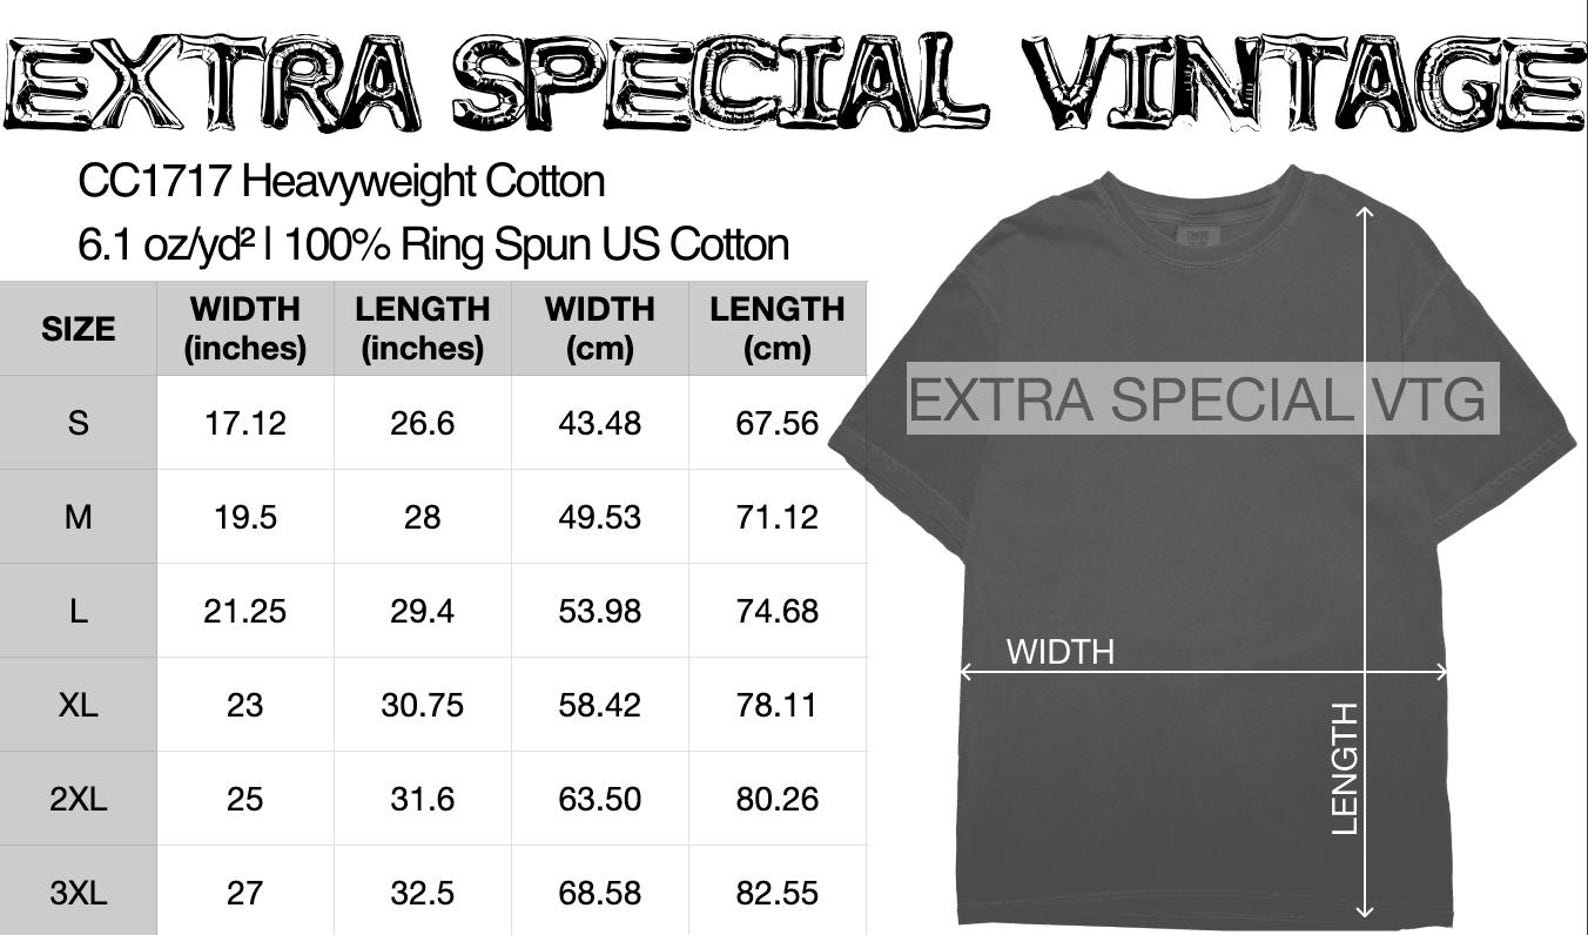 EXTRA SPECIAL VINTAGE
CC1717 Heavyweight Cotton
6.1 oz/yd² | 100% Ring Spun US Cotton
SIZE WIDTH (inches) LENGTH (inches) WIDTH (cm) LENGTH (cm)
S 17.12 26.6 43.48 67.56
M 19.5 28 49.53 71.12
L 21.25 29.4 53.98 74.68
XL 23 30.75 58.42 78.11
2XL 25 31.6 63.50 80.26
3XL 27 32.5 68.58 82.55
EXTRA SPECIAL VTG
WIDTH
LENGTH